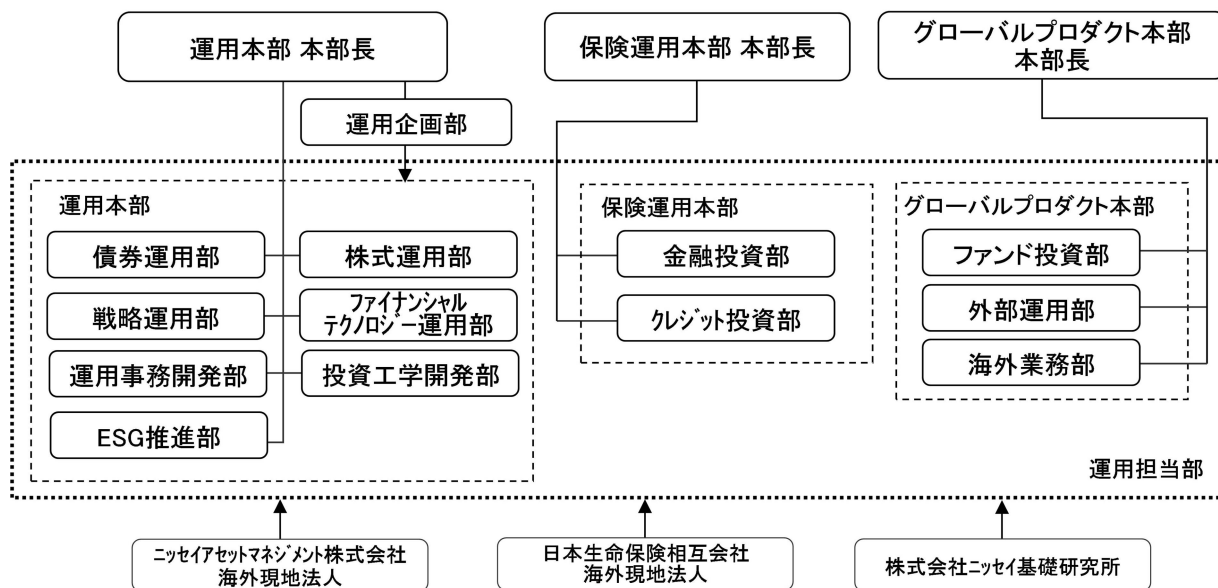 運用本部 本部長
保険運用本部 本部長
グローバルプロダクト本部
本部長
運用企画部
運用本部
債券運用部
株式運用部
戦略運用部
ファイナンシャル
テクノロジー運用部
運用事務開発部
投資工学開発部
ESG推進部
保険運用本部
金融投資部
クレジット投資部
グローバルプロダクト本部
ファンド投資部
外部運用部
海外業務部
運用担当部
ニッセイアセットマネジメント株式会社
海外現地法人
日本生命保険相互会社
海外現地法人
株式会社ニッセイ基礎研究所